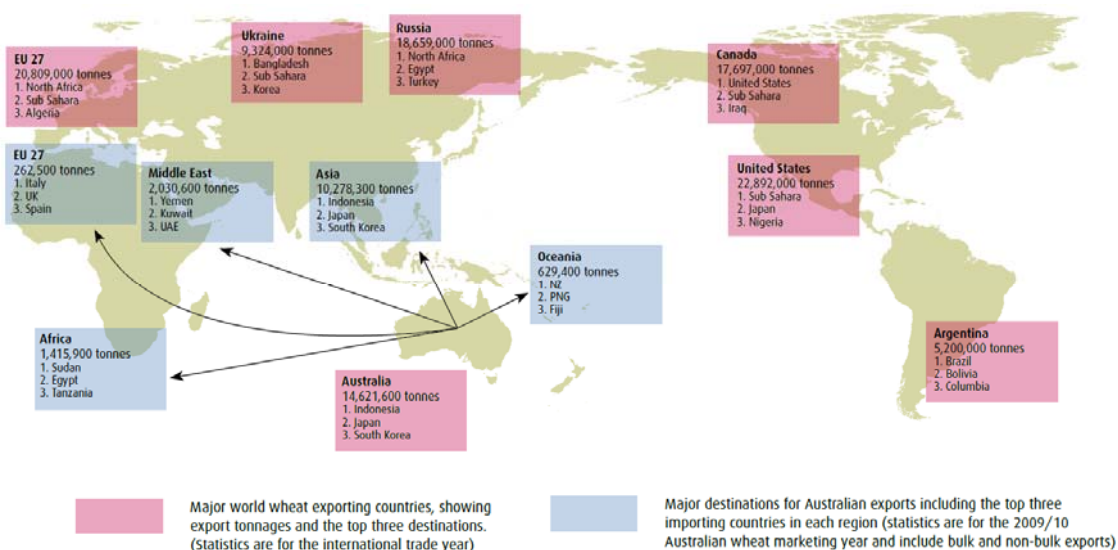 EU 27
20,809,000 tonnes
1. North Africa
2. Sub Sahara
3. Algeria
Ukraine
9,324,000 tonnes
1. Bangladesh
2. Sub Sahara
3. Korea
Russia
18,659,000 tonnes
1. North Africa
2. Egypt
3. Turkey
Canada
17,697,000 tonnes
1. United States
2. Sub Sahara
3. Iraq
EU 27
262,500 tonnes
1. Italy
2. UK
3. Spain
Middle East
2,030,600 tonnes
1. Yemen
2. Kuwait
3. UAE
Asia
10,278,300 tonnes
1. Indonesia
2. Japan
3. South Korea
United States
22,892,000 tonnes
1. Sub Sahara
2. Japan
3. Nigeria
Oceania
629,400 tonnes
1. NZ
2. PNG
3. Fiji
Africa
1,415,900 tonnes
1. Sudan
2. Egypt
3. Tanzania
Australia
14,621,600 tonnes
1. Indonesia
2. Japan
3. South Korea
Argentina
5,200,000 tonnes
1. Brazil
2. Bolivia
3. Columbia
Major world wheat exporting countries, showing
export tonnages and the top three destinations.
(Statistics are for the international trade year)
Major destinations for Australian exports including the top three
importing countries in each region (statistics are for the 2009/10
Australian wheat marketing year and include bulk and non-bulk exports)